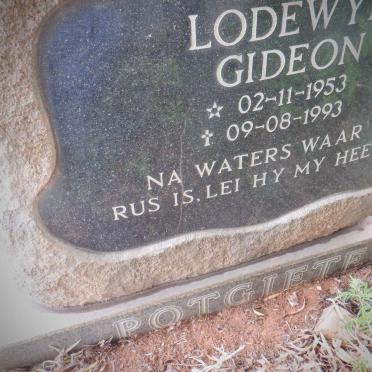 LODEWY
GIDEON
☆ 02-11-1953
✝ 09-08-1993
NA WATERS WAAR
RUS IS, LEI HY MY HEE
POTGIETE